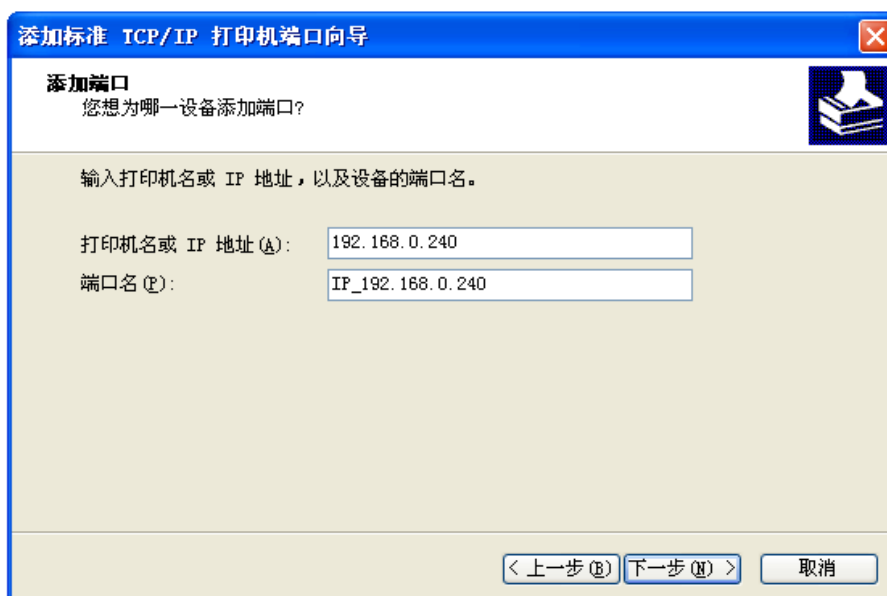 添加标准 TCP/IP 打印机端口向导
添加端口
您想为哪一设备添加端口?
输入打印机名或 IP 地址，以及设备的端口名。
打印机名或 IP 地址(A): 192.168.0.240
端口名(P): IP_192.168.0.240
< 上一步(B) 下一步(N) > 取消